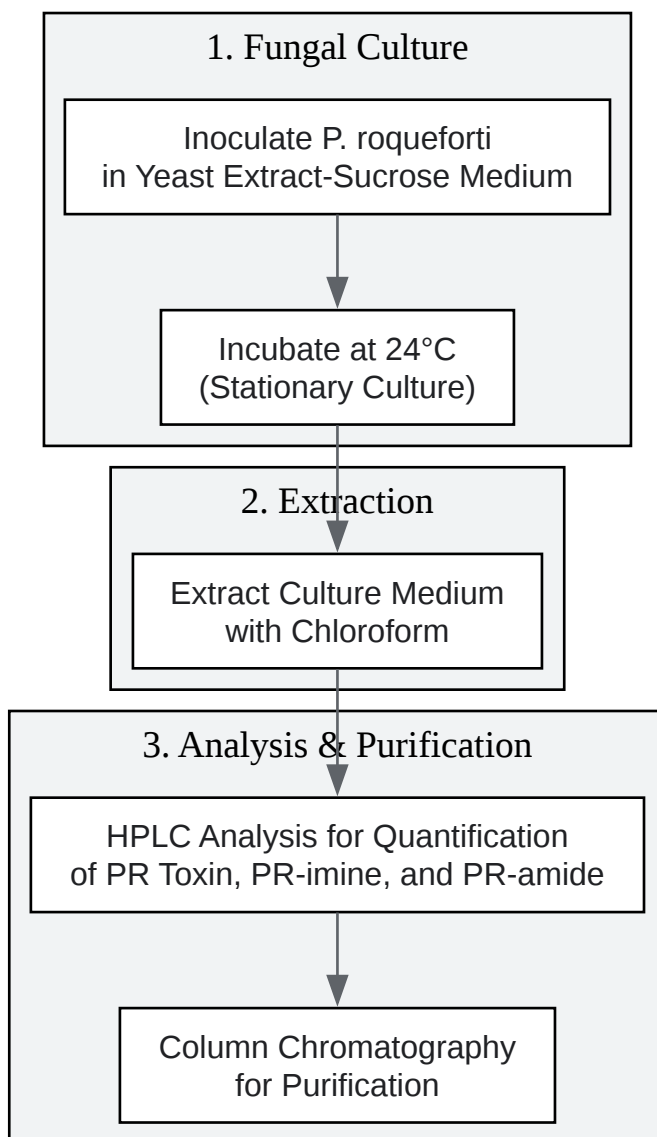 1. Fungal Culture
Inoculate P. roqueforti
in Yeast Extract-Sucrose Medium
Incubate at 24°C
(Stationary Culture)
2. Extraction
Extract Culture Medium
with Chloroform
3. Analysis & Purification
HPLC Analysis for Quantification
of PR Toxin, PR-imine, and PR-amide
Column Chromatography
for Purification